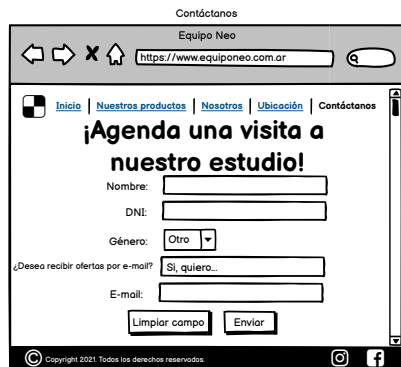 Contáctanos
Equipo Neo
https://www.equiponeo.com.ar
Inicio | Nuestros productos | Nosotros | Ubicación | Contáctanos
¡Agenda una visita a
nuestro estudio!
Nombre:
DNI:
Género: Otro
¿Desea recibir ofertas por e-mail? Si, quiero...
E-mail:
Limpiar campo Enviar
© Copyright 2021. Todos los derechos reservados.